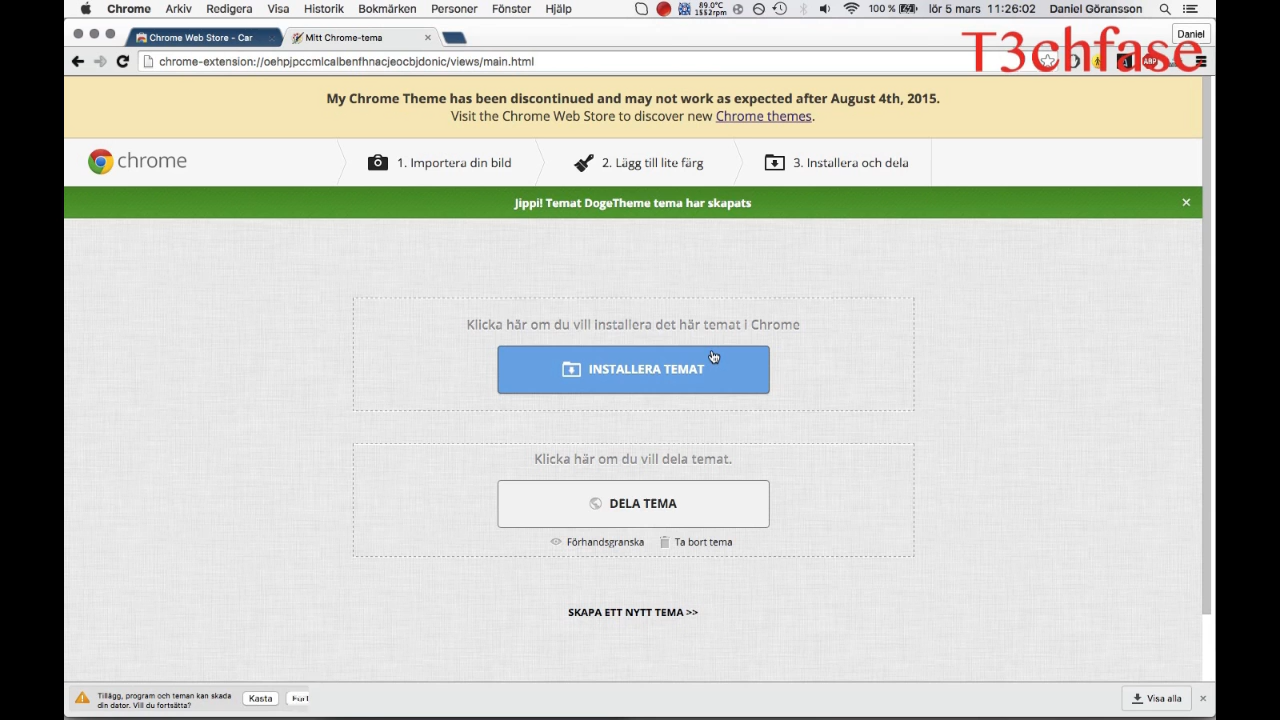 Chrome Arkiv Redigera Visa Historik Bokmärken Personer Fönster Hjälp 89.0°C 1552rpm 100 % lör 5 mars 11:26:02 Daniel Göransson
Chrome Web Store - Car
Mitt Chrome-tema
Daniel
T3chfase
chrome-extension://oehpjpccmlcalbenfhnacjeocbjdonic/views/main.html
ABP
My Chrome Theme has been discontinued and may not work as expected after August 4th, 2015.
Visit the Chrome Web Store to discover new Chrome themes.
chrome
1. Importera din bild
2. Lägg till lite färg
3. Installera och dela
Jippi! Temat DogeTheme tema har skapats
Klicka här om du vill installera det här temat i Chrome
INSTALLERA TEMAT
Klicka här om du vill dela temat.
DELA TEMA
Förhandsgranska Ta bort tema
SKAPA ETT NYTT TEMA >>
Tillägg, program och teman kan skada
din dator. Vill du fortsätta?
Kasta
Visa alla